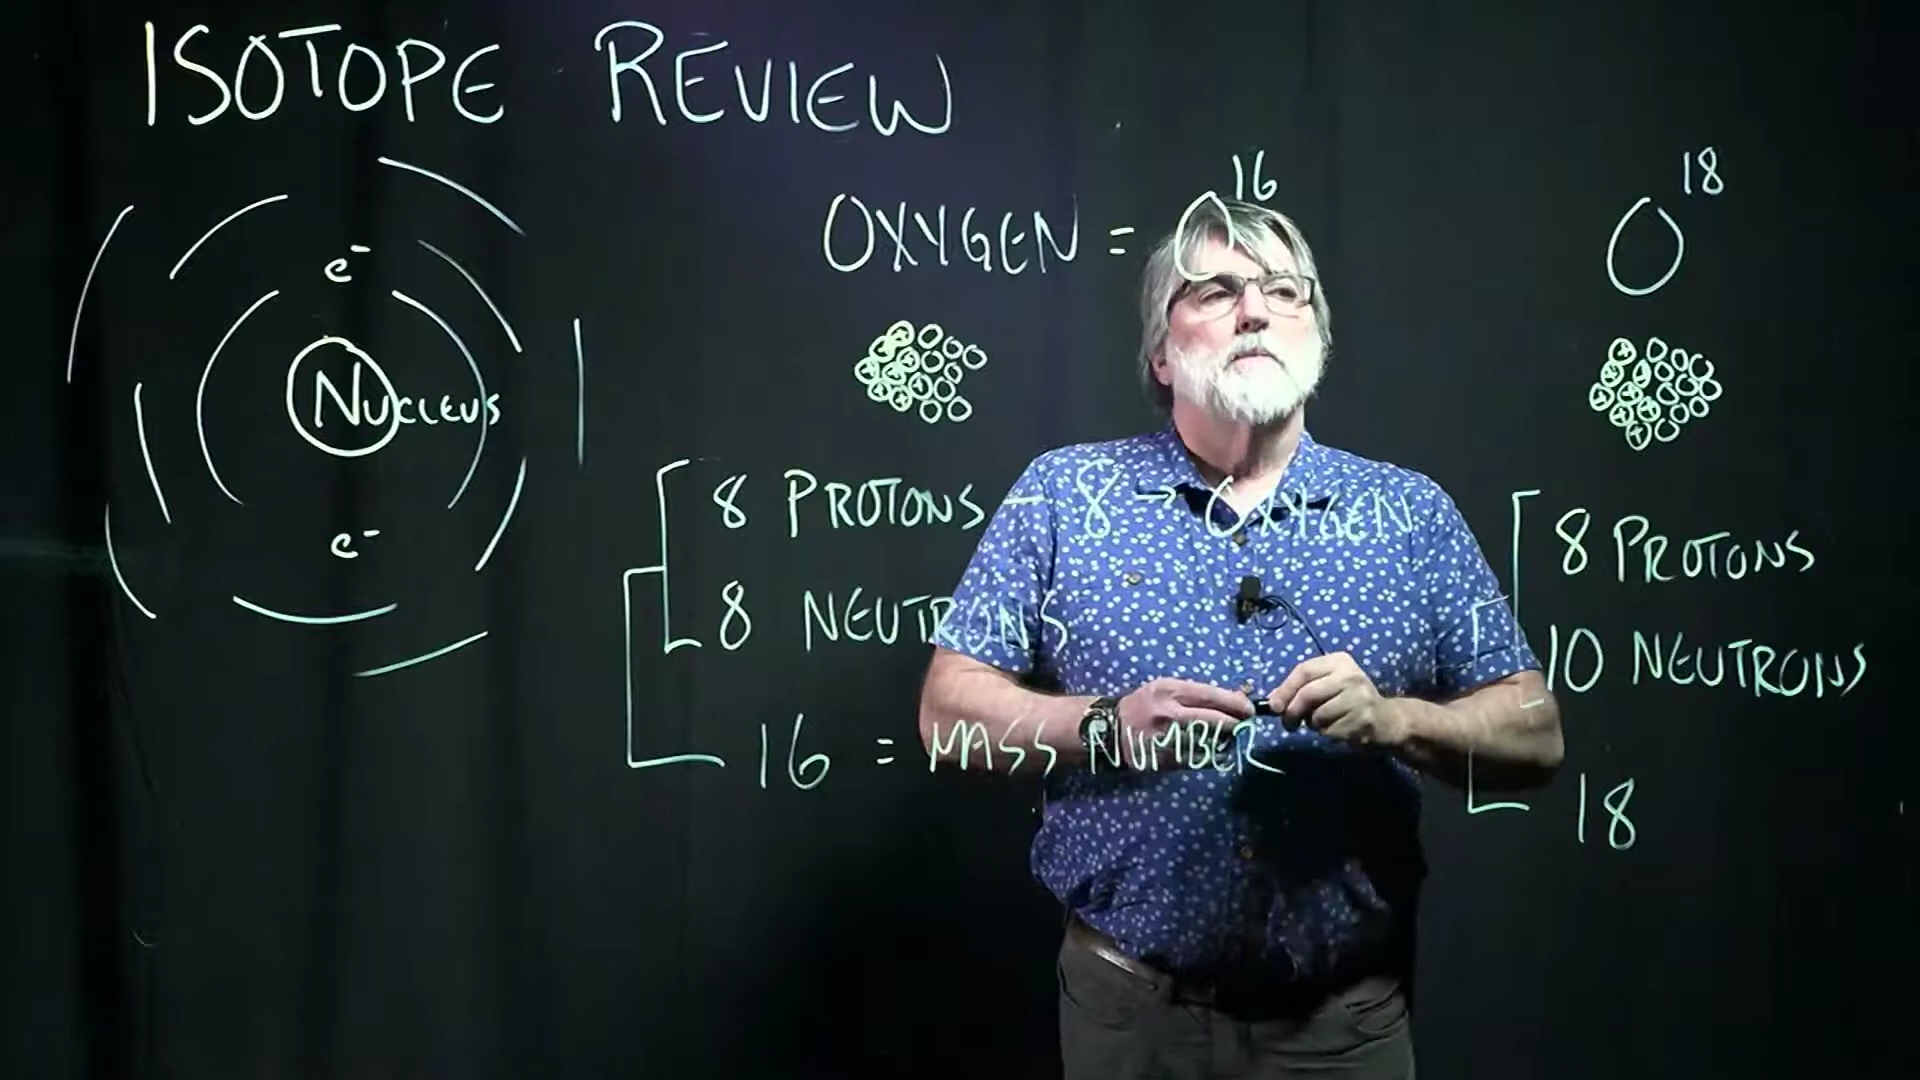 ISOTOPE REVIEW
e-
NUCLEUS
e-
OXYGEN = O16
8 PROTONS - 8 → OXYGEN
8 NEUTRONS
16 = MASS NUMBER
O18
8 PROTONS
10 NEUTRONS
18